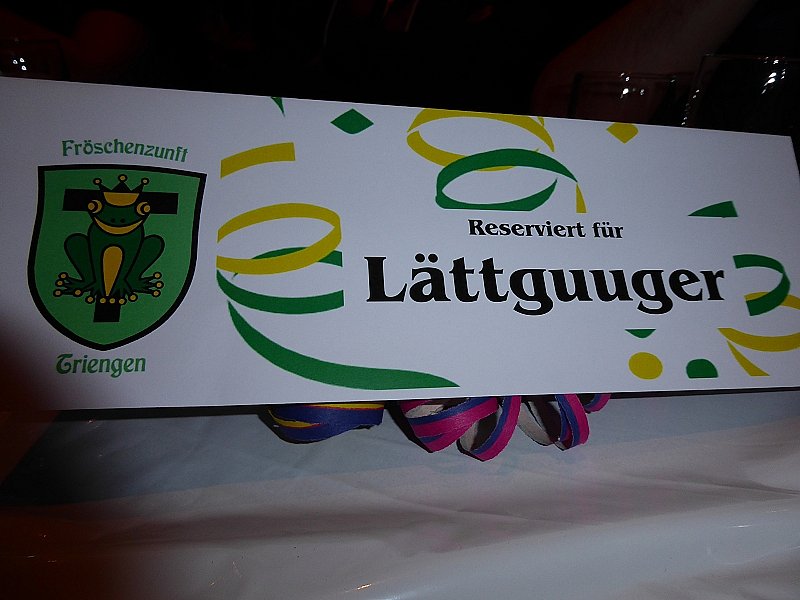 Fröschenzunft
Triengen
Reserviert für
Lättguuger